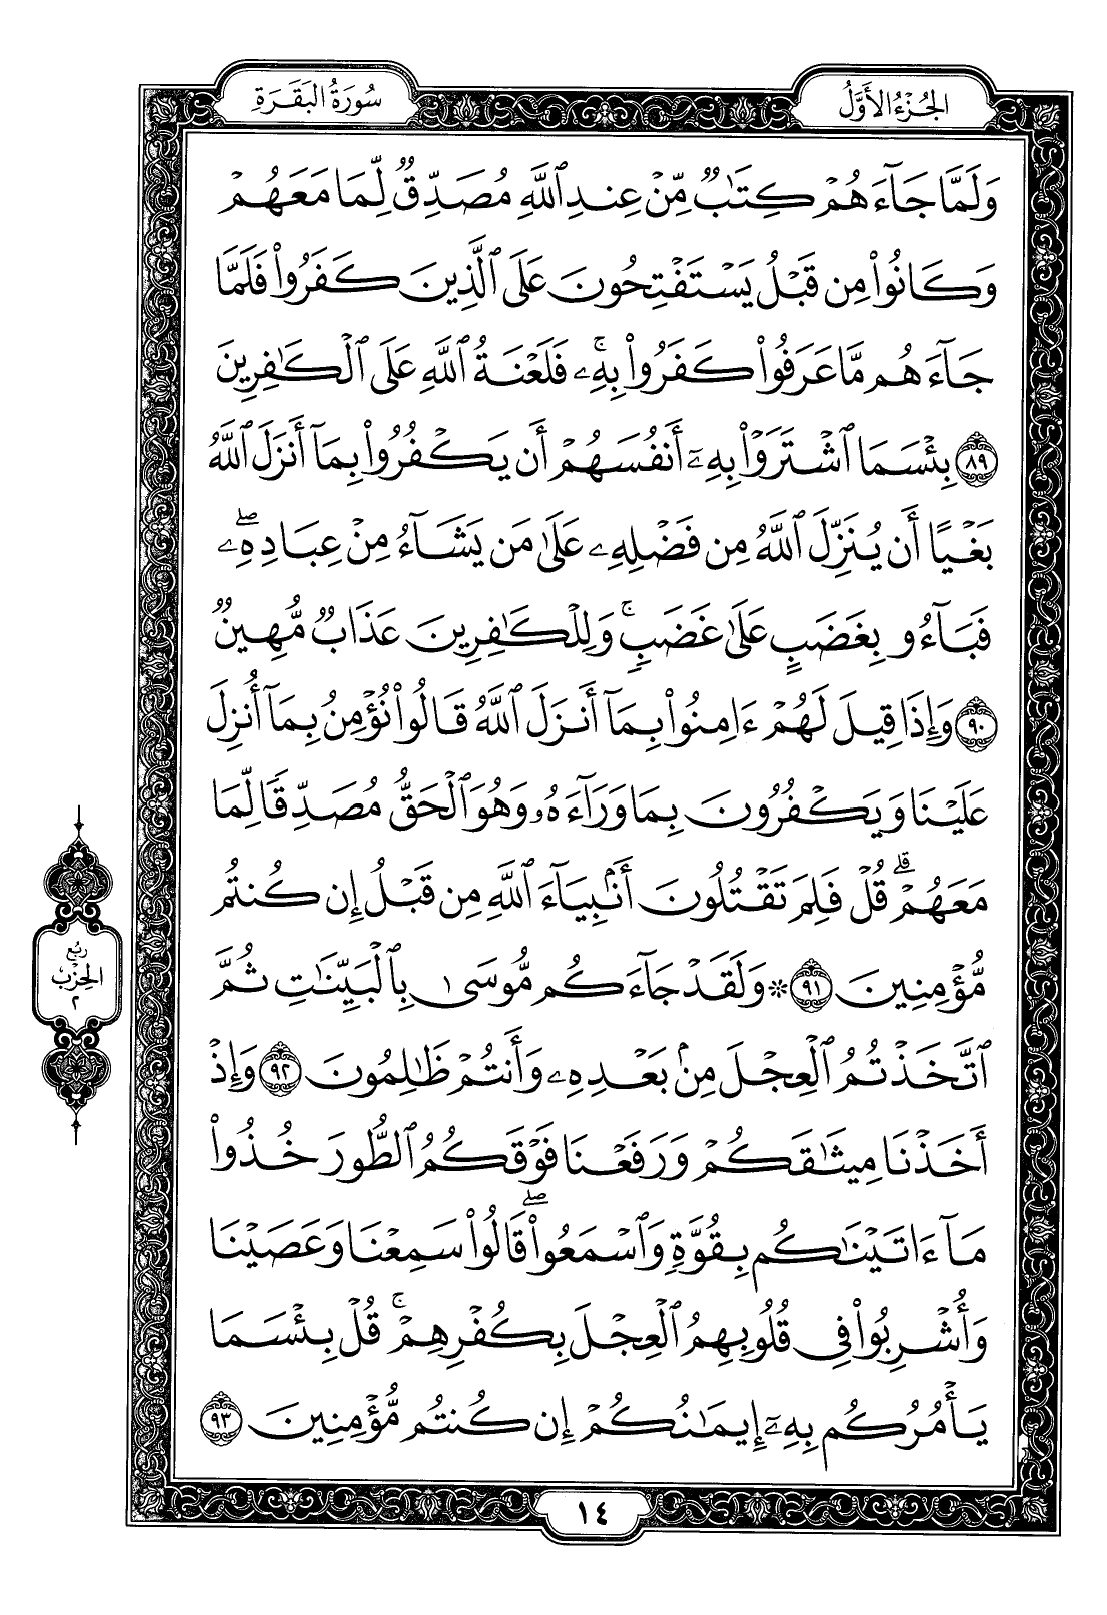 الجُزْءُ الأَوَّلُ
سُورَةُ البَقَرَةِ
وَلَمَّا جَآءَهُمْ كِتَٰبٌ مِّنْ عِندِ ٱللَّهِ مُصَدِّقٌ لِّمَا مَعَهُمْ
وَكَانُوا۟ مِن قَبْلُ يَسْتَفْتِحُونَ عَلَى ٱلَّذِينَ كَفَرُوا۟ فَلَمَّا
جَآءَهُم مَّا عَرَفُوا۟ كَفَرُوا۟ بِهِۦ ۚ فَلَعْنَةُ ٱللَّهِ عَلَى ٱلْكَٰفِرِينَ
٨٩ بِئْسَمَا ٱشْتَرَوْا۟ بِهِۦٓ أَنفُسَهُمْ أَن يَكْفُرُوا۟ بِمَآ أَنزَلَ ٱللَّهُ
بَغْيًا أَن يُنَزِّلَ ٱللَّهُ مِن فَضْلِهِۦ عَلَىٰ مَن يَشَآءُ مِنْ عِبَادِهِۦ ۖ
فَبَآءُو بِغَضَبٍ عَلَىٰ غَضَبٍ ۚ وَلِلْكَٰفِرِينَ عَذَابٌ مُّهِينٌ
٩٠ وَإِذَا قِيلَ لَهُمْ ءَامِنُوا۟ بِمَآ أَنزَلَ ٱللَّهُ قَالُوا۟ نُؤْمِنُ بِمَآ أُنزِلَ
عَلَيْنَا وَيَكْفُرُونَ بِمَا وَرَآءَهُۥ وَهُوَ ٱلْحَقُّ مُصَدِّقًا لِّمَا
مَعَهُمْ ۗ قُلْ فَلِمَ تَقْتُلُونَ أَنۢبِيَآءَ ٱللَّهِ مِن قَبْلُ إِن كُنتُم
مُّؤْمِنِينَ ٩١ ۞ وَلَقَدْ جَآءَكُم مُّوسَىٰ بِٱلْبَيِّنَٰتِ ثُمَّ
ٱتَّخَذْتُمُ ٱلْعِجْلَ مِنۢ بَعْدِهِۦ وَأَنتُمْ ظَٰلِمُونَ ٩٢ وَإِذْ
أَخَذْنَا مِيثَٰقَكُمْ وَرَفَعْنَا فَوْقَكُمُ ٱلطُّورَ خُذُوا۟
مَآ ءَاتَيْنَٰكُم بِقُوَّةٍ وَٱسْمَعُوا۟ ۖ قَالُوا۟ سَمِعْنَا وَعَصَيْنَا
وَأُشْرِبُوا۟ فِى قُلُوبِهِمُ ٱلْعِجْلَ بِكُفْرِهِمْ ۚ قُلْ بِئْسَمَا
يَأْمُرُكُم بِهِۦٓ إِيمَٰنُكُمْ إِن كُنتُم مُّؤْمِنِينَ ٩٣
رُبْع
الحِزْب
٢
١٤